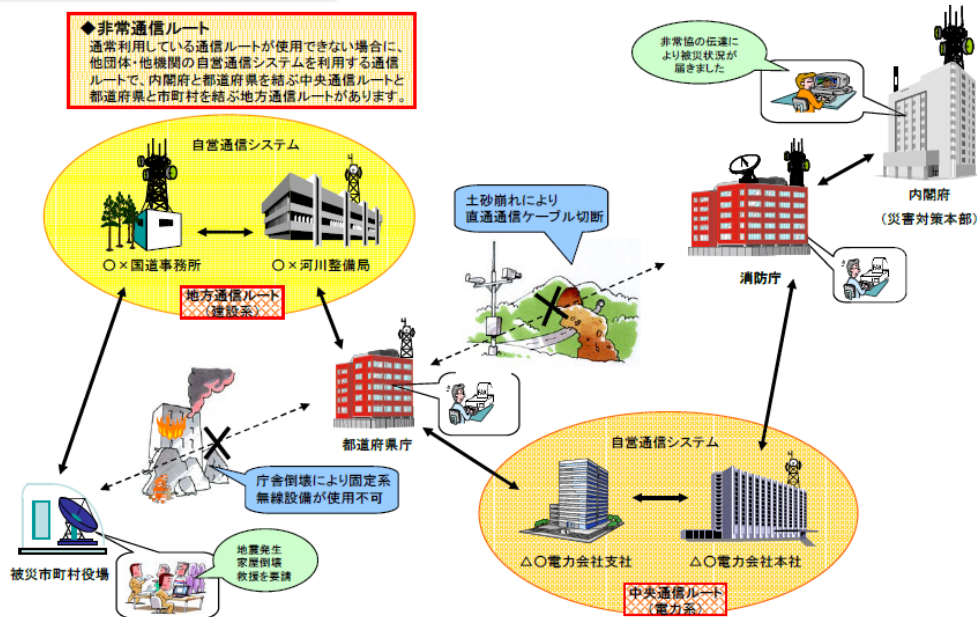 ◆非常通信ルート
通常利用している通信ルートが使用できない場合に、
他団体・他機関の自営通信システムを利用する通信
ルートで、内閣府と都道府県を結ぶ中央通信ルートと
都道府県と市町村を結ぶ地方通信ルートがあります。
非常協の伝達に
より被災状況が
届きました
内閣府
(災害対策本部)
自営通信システム
○×国道事務所
○×河川整備局
地方通信ルート
(建設系)
土砂崩れにより
直通通信ケーブル切断
消防庁
都道府県庁
庁舎倒壊により固定系
無線設備が使用不可
被災市町村役場
地震発生
家屋倒壊
救援を要請
自営通信システム
△○電力会社支社
△○電力会社本社
中央通信ルート
(電力系)